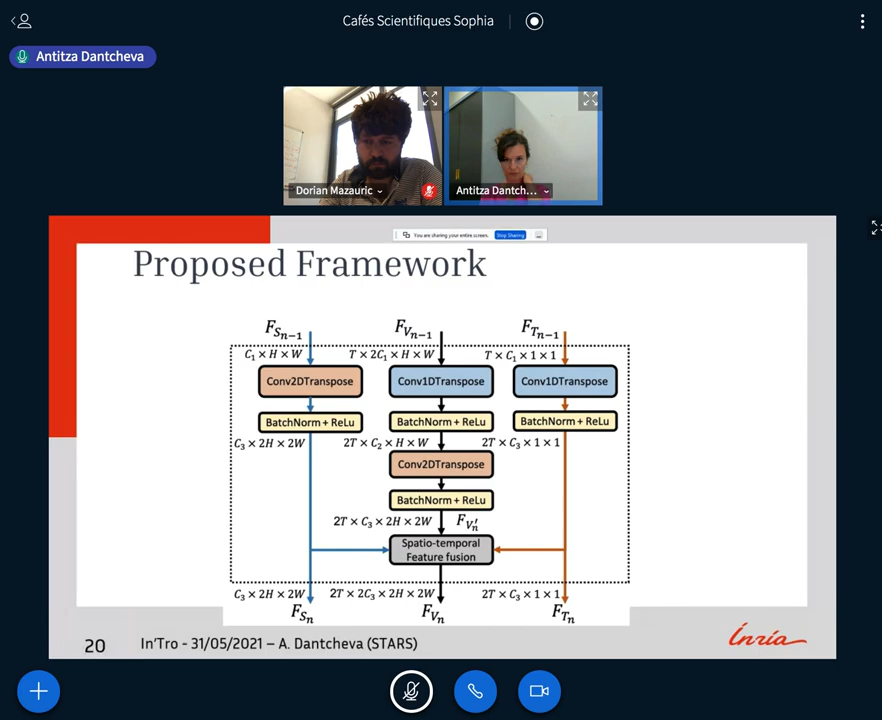 Cafés Scientifiques Sophia
Antitza Dantcheva
Dorian Mazauric
Antitza Dantch...
You are sharing your entire screen. Stop Sharing
Proposed Framework
F_{S_{n-1}} F_{V_{n-1}} F_{T_{n-1}}
C_1 × H × W T × 2C_1 × H × W T × C_1 × 1 × 1
Conv2DTranspose Conv1DTranspose Conv1DTranspose
BatchNorm + ReLu BatchNorm + ReLu BatchNorm + ReLu
C_3 × 2H × 2W 2T × C_2 × H × W 2T × C_3 × 1 × 1
Conv2DTranspose
BatchNorm + ReLu
2T × C_3 × 2H × 2W F_{V'_n}
Spatio-temporal
Feature fusion
C_3 × 2H × 2W 2T × 2C_3 × 2H × 2W 2T × C_3 × 1 × 1
F_{S_n} F_{V_n} F_{T_n}
20 In'Tro - 31/05/2021 – A. Dantcheva (STARS)
Inria